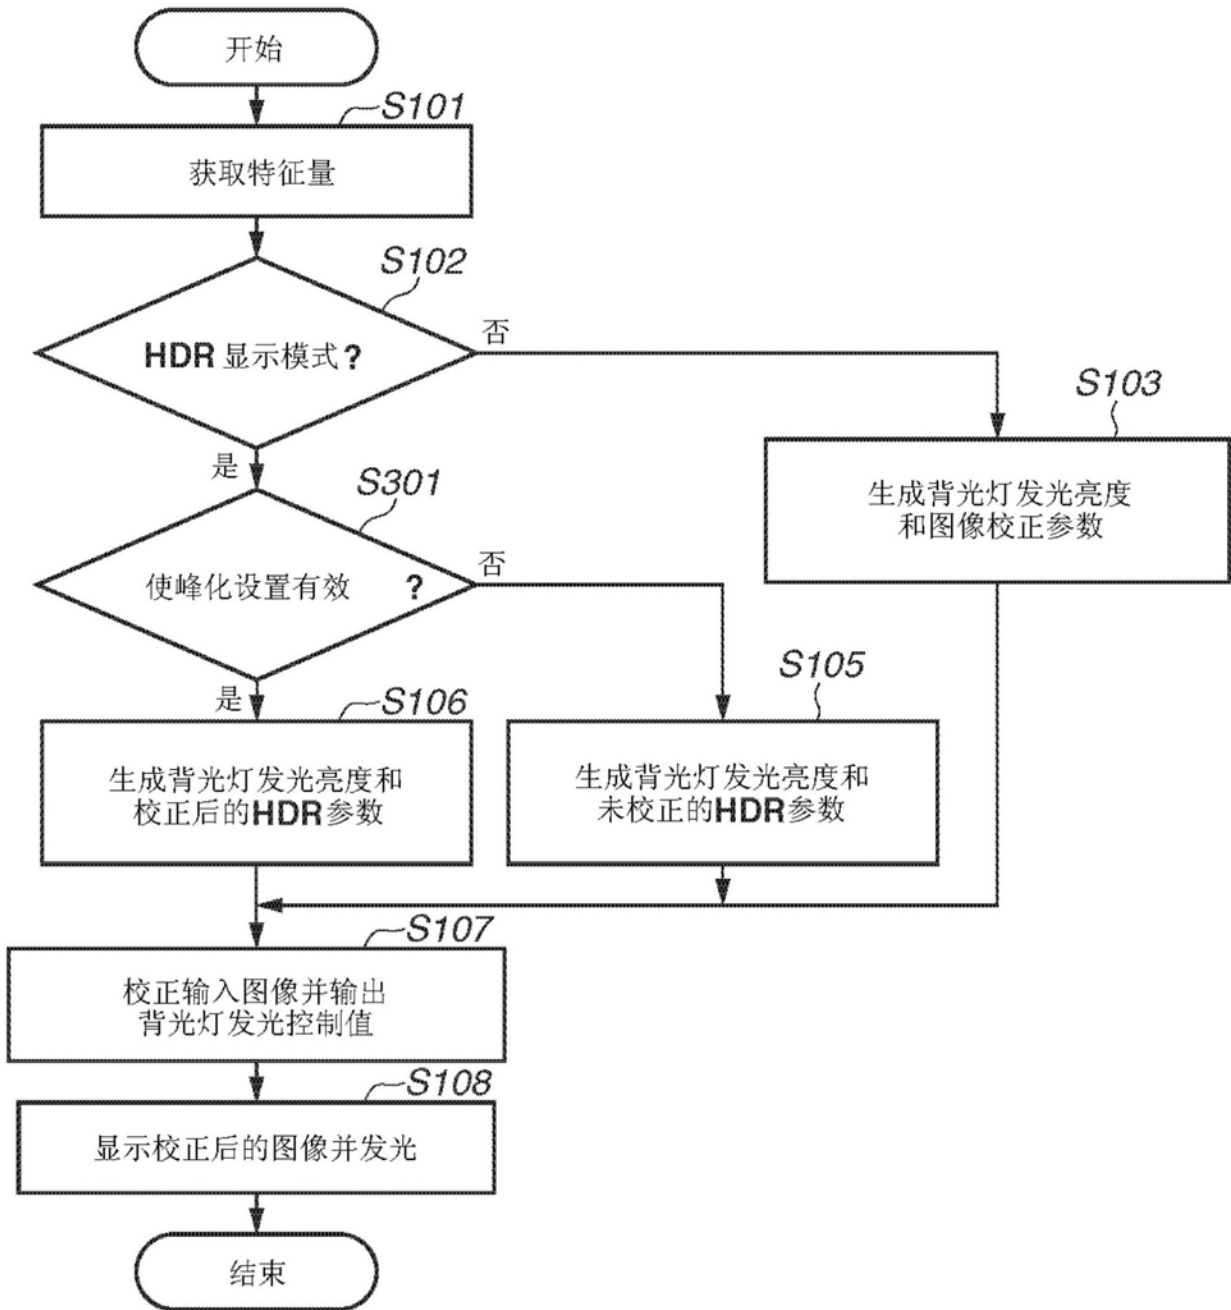 开始
S101
获取特征量
S102
HDR 显示模式?
否
是
S103
生成背光灯发光亮度
和图像校正参数
S301
使峰化设置有效 ?
否
是
S105
生成背光灯发光亮度和
未校正的HDR参数
S106
生成背光灯发光亮度和
校正后的HDR参数
S107
校正输入图像并输出
背光灯发光控制值
S108
显示校正后的图像并发光
结束